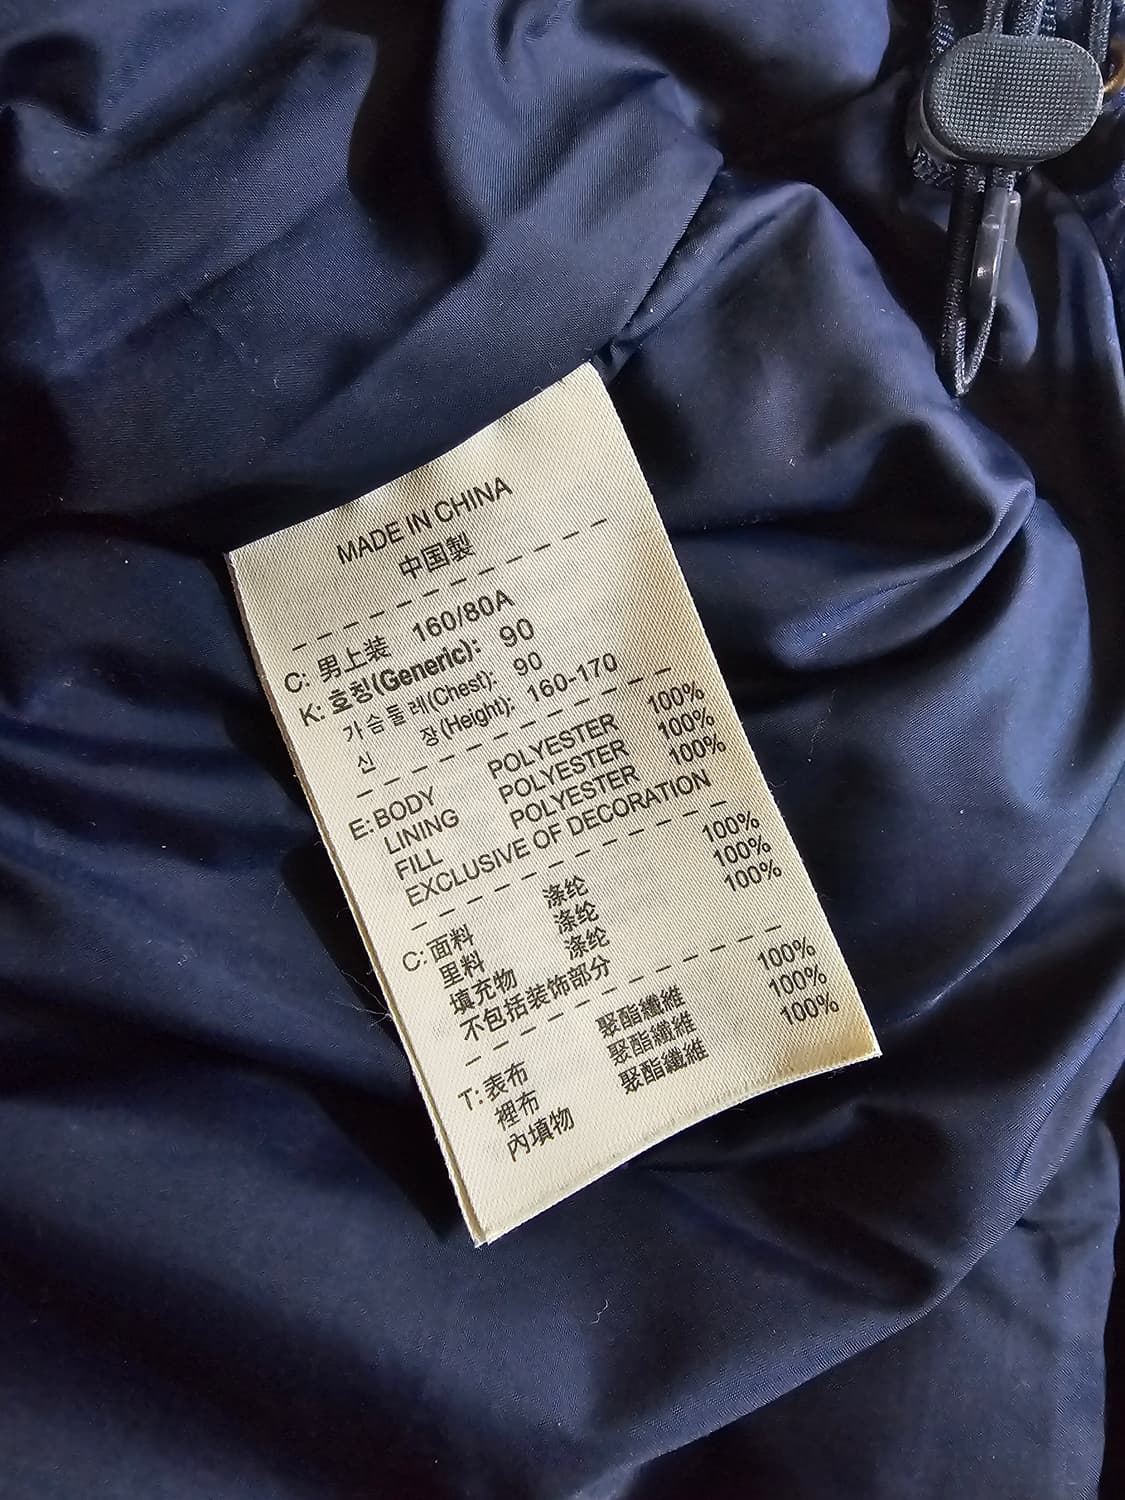 MADE IN CHINA
中国製
C: 男上装 160/80A
K: 호칭(Generic): 90
가슴둘레(Chest): 90
신 장(Height): 160-170
E: BODY POLYESTER 100%
LINING POLYESTER 100%
FILL POLYESTER 100%
EXCLUSIVE OF DECORATION
C: 面料 涤纶 100%
里料 涤纶 100%
填充物 涤纶 100%
不包括装饰部分
T: 表布 聚酯纖維 100%
裡布 聚酯纖維 100%
內填物 聚酯纖維 100%